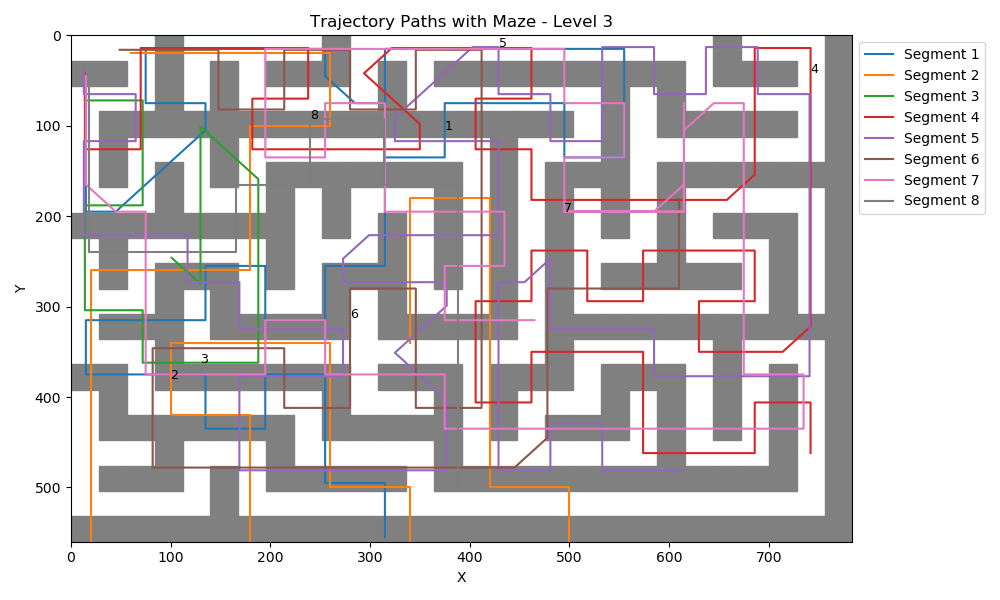 Trajectory Paths with Maze - Level 3
Y
0
100
200
300
400
500
0
100
200
300
400
500
600
700
X
5
4
8
1
7
6
3
2
Segment 1
Segment 2
Segment 3
Segment 4
Segment 5
Segment 6
Segment 7
Segment 8